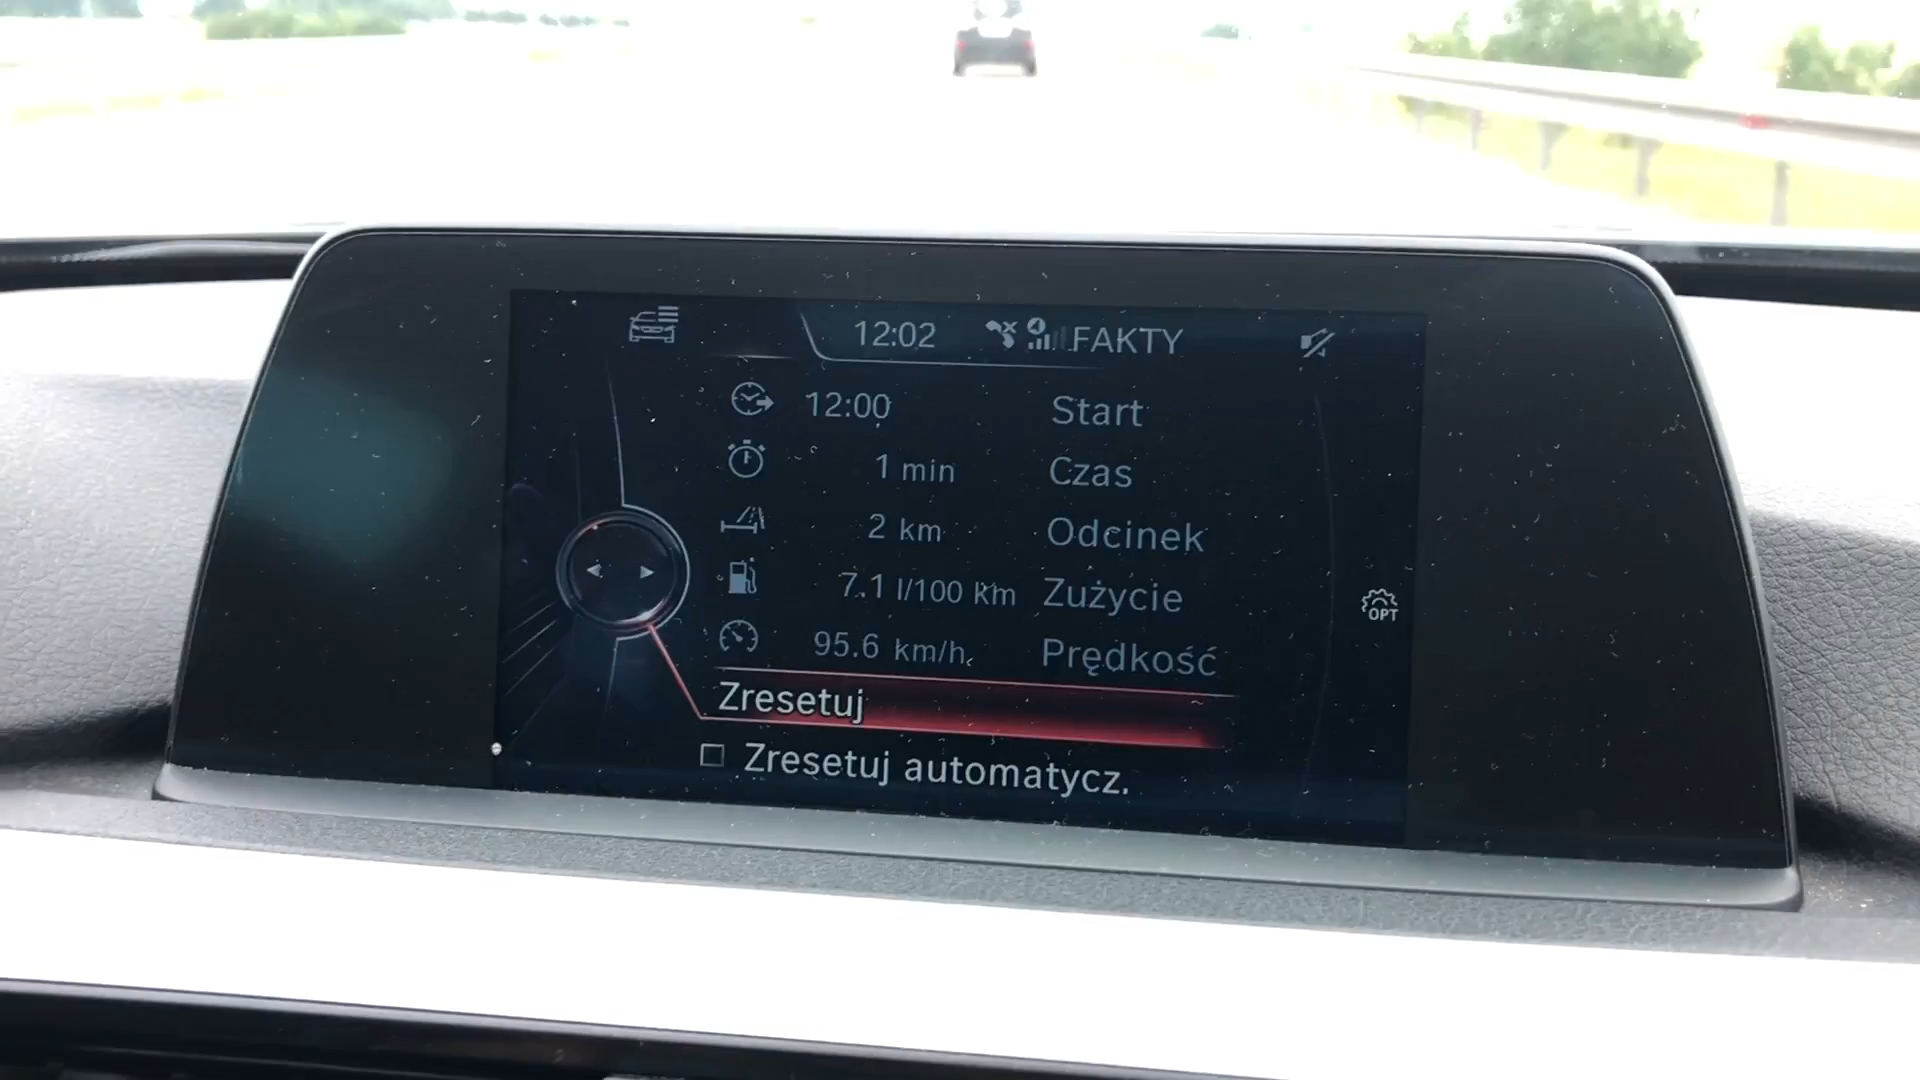 12:02 FAKTY
12:00 Start
1 min Czas
2 km Odcinek
7.1 l/100 km Zużycie
95.6 km/h Prędkość
OPT
Zresetuj
Zresetuj automatycz.